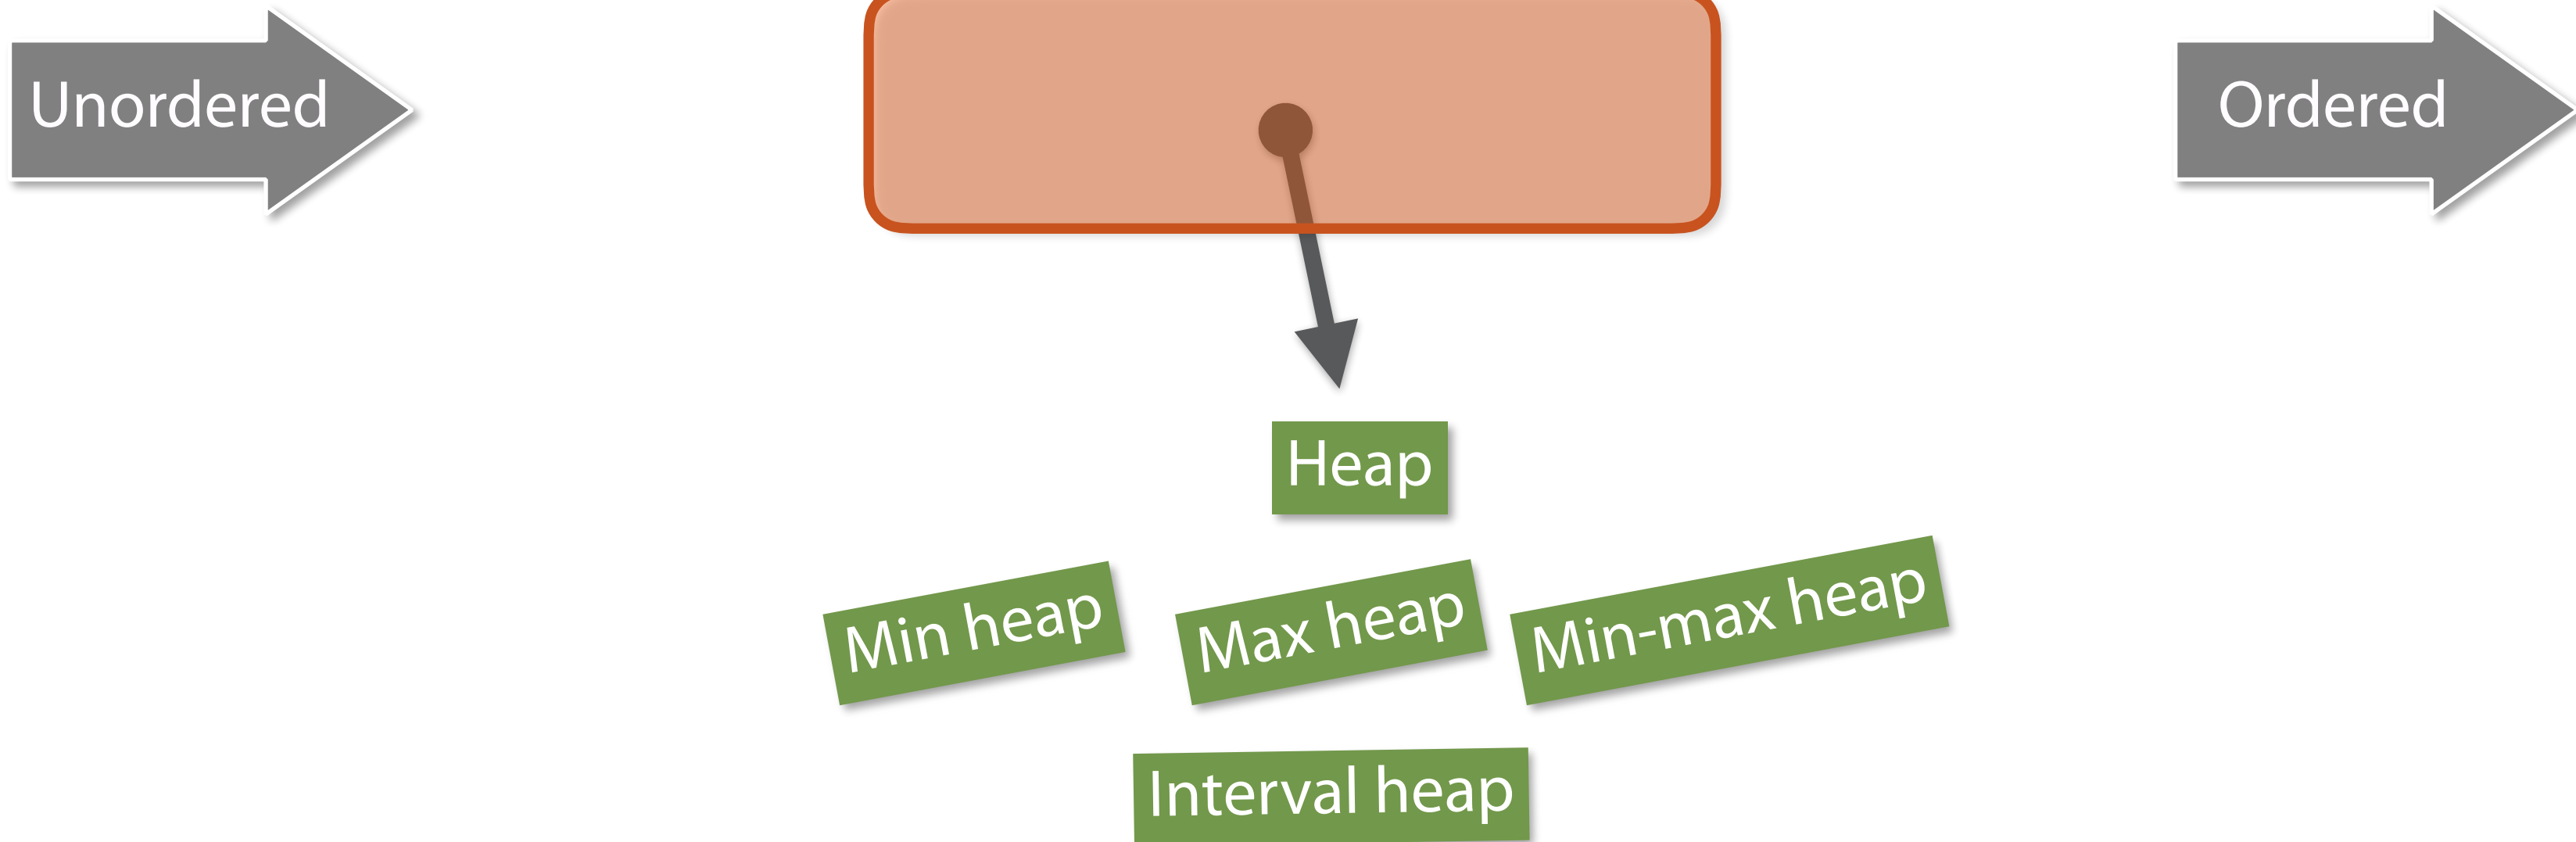 Unordered
Ordered
Heap
Min heap
Max heap
Min-max heap
Interval heap